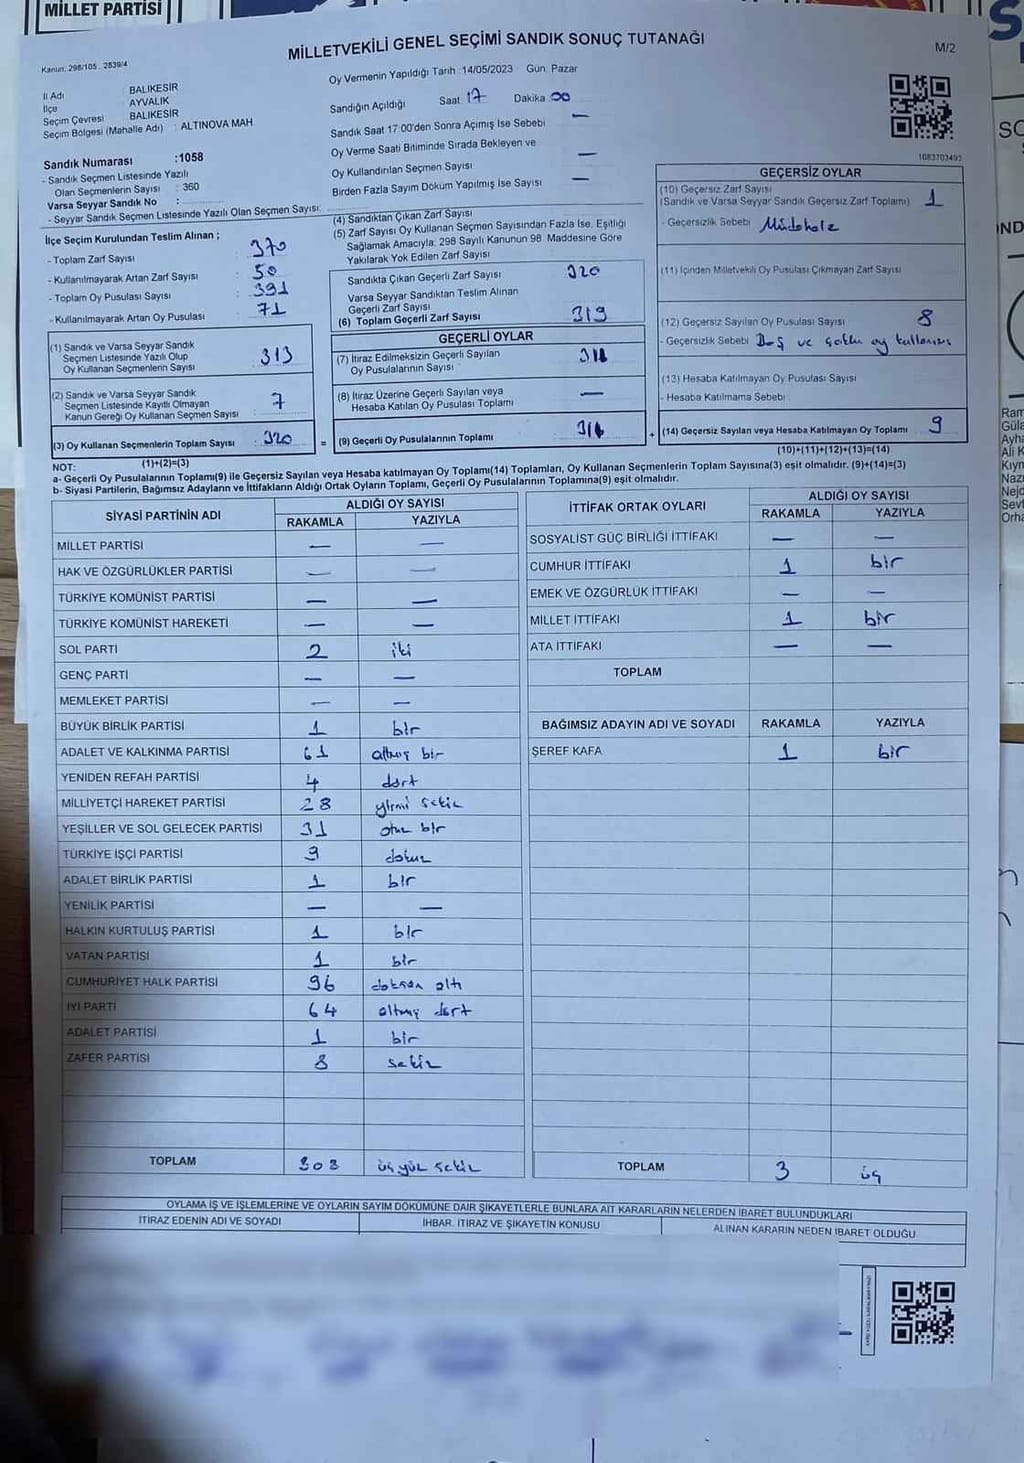 MİLLET PARTİSİ
MİLLETVEKİLİ GENEL SEÇİMİ SANDIK SONUÇ TUTANAĞI
M/2
Kanun: 298/105 , 2839/4
İl Adı BALIKESİR
İlçe AYVALIK
Seçim Çevresi BALIKESİR
Seçim Bölgesi (Mahalle Adı) : ALTINOVA MAH.
Oy Vermenin Yapıldığı Tarih :14/05/2023 Gün Pazar
Sandığın Açıldığı Saat 17 Dakika 00
Sandık Saat 17:00'den Sonra Açımış İse Sebebi —
Oy Verme Saati Bitiminde Sırada Bekleyen ve
Oy Kullandırılan Seçmen Sayısı —
Birden Fazla Sayım Döküm Yapılmış İse Sayısı —
1083703493
Sandık Numarası :1058
- Sandık Seçmen Listesinde Yazılı
Olan Seçmenlerin Sayısı : 360
Varsa Seyyar Sandık No :
- Seyyar Sandık Seçmen Listesinde Yazılı Olan Seçmen Sayısı:
İlçe Seçim Kurulundan Teslim Alınan ;
- Toplam Zarf Sayısı : 370
- Kullanılmayarak Artan Zarf Sayısı : 50
- Toplam Oy Pusulası Sayısı : 391
- Kullanılmayarak Artan Oy Pusulası : 71
(1) Sandık ve Varsa Seyyar Sandık
Seçmen Listesinde Yazılı Olup
Oy Kullanan Seçmenlerin Sayısı : 313
(2) Sandık ve Varsa Seyyar Sandık
Seçmen Listesinde Kayıtlı Olmayan
Kanun Gereği Oy Kullanan Seçmen Sayısı : 7
(3) Oy Kullanan Seçmenlerin Toplam Sayısı : 320
(1)+(2)=(3)
(4) Sandıktan Çıkan Zarf Sayısı
(5) Zarf Sayısı Oy Kullanan Seçmen Sayısından Fazla İse, Eşitliği
Sağlamak Amacıyla; 298 Sayılı Kanunun 98. Maddesine Göre
Yakılarak Yok Edilen Zarf Sayısı
Sandıkta Çıkan Geçerli Zarf Sayısı 320
Varsa Seyyar Sandıktan Teslim Alınan
Geçerli Zarf Sayısı
(6) Toplam Geçerli Zarf Sayısı 319
GEÇERLİ OYLAR
(7) İtiraz Edilmeksizin Geçerli Sayılan
Oy Pusulalarının Sayısı
(8) İtiraz Üzerine Geçerli Sayılan veya
Hesaba Katılan Oy Pusulası Toplamı —
= (9) Geçerli Oy Pusulalarının Toplamı
GEÇERSİZ OYLAR
(10) Geçersiz Zarf Sayısı
(Sandık ve Varsa Seyyar Sandık Geçersiz Zarf Toplamı) 1
- Geçersizlik Sebebi Müdahale
(11) İçinden Milletvekili Oy Pusulası Çıkmayan Zarf Sayısı
(12) Geçersiz Sayılan Oy Pusulası Sayısı 8
- Geçersizlik Sebebi Boş ve çoklu oy kullanımı
(13) Hesaba Katılmayan Oy Pusulası Sayısı
- Hesaba Katılmama Sebebi
+ (14) Geçersiz Sayılan veya Hesaba Katılmayan Oy Toplamı 9
(10)+(11)+(12)+(13)=(14)
NOT:
a- Geçerli Oy Pusulalarının Toplamı(9) ile Geçersiz Sayılan veya Hesaba katılmayan Oy Toplamı(14) Toplamları, Oy Kullanan Seçmenlerin Toplam Sayısına(3) eşit olmalıdır. (9)+(14)=(3)
b- Siyasi Partilerin, Bağımsız Adayların ve İttifakların Aldığı Ortak Oyların Toplamı, Geçerli Oy Pusulalarının Toplamına(9) eşit olmalıdır.
SİYASİ PARTİNİN ADI ALDIĞI OY SAYISI
RAKAMLA YAZIYLA
MİLLET PARTİSİ — —
HAK VE ÖZGÜRLÜKLER PARTİSİ — —
TÜRKİYE KOMÜNİST PARTİSİ — —
TÜRKİYE KOMÜNİST HAREKETİ — —
SOL PARTİ 2 iki
GENÇ PARTİ — —
MEMLEKET PARTİSİ — —
BÜYÜK BİRLİK PARTİSİ 1 bir
ADALET VE KALKINMA PARTİSİ 61 altmış bir
YENİDEN REFAH PARTİSİ 4 dört
MİLLİYETÇİ HAREKET PARTİSİ 28 yirmi sekiz
YEŞİLLER VE SOL GELECEK PARTİSİ 31 otuz bir
TÜRKİYE İŞÇİ PARTİSİ 9 dokuz
ADALET BİRLİK PARTİSİ 1 bir
YENİLİK PARTİSİ — —
HALKIN KURTULUŞ PARTİSİ 1 bir
VATAN PARTİSİ 1 bir
CUMHURİYET HALK PARTİSİ 96 doksan altı
İYİ PARTİ 64 altmış dört
ADALET PARTİSİ 1 bir
ZAFER PARTİSİ 8 sekiz
TOPLAM 308 üç yüz sekiz
İTTİFAK ORTAK OYLARI ALDIĞI OY SAYISI
RAKAMLA YAZIYLA
SOSYALİST GÜÇ BİRLİĞİ İTTİFAKI — —
CUMHUR İTTİFAKI 1 bir
EMEK VE ÖZGÜRLÜK İTTİFAKI — —
MİLLET İTTİFAKI 1 bir
ATA İTTİFAKI — —
TOPLAM
BAĞIMSIZ ADAYIN ADI VE SOYADI RAKAMLA YAZIYLA
ŞEREF KAFA 1 bir
TOPLAM 3 üç
OYLAMA İŞ VE İŞLEMLERİNE VE OYLARIN SAYIM DÖKÜMÜNE DAİR ŞİKAYETLERLE BUNLARA AİT KARARLARIN NELERDEN İBARET BULUNDUKLARI
İTİRAZ EDENİN ADI VE SOYADI İHBAR, İTİRAZ VE ŞİKAYETİN KONUSU ALINAN KARARIN NEDEN İBARET OLDUĞU